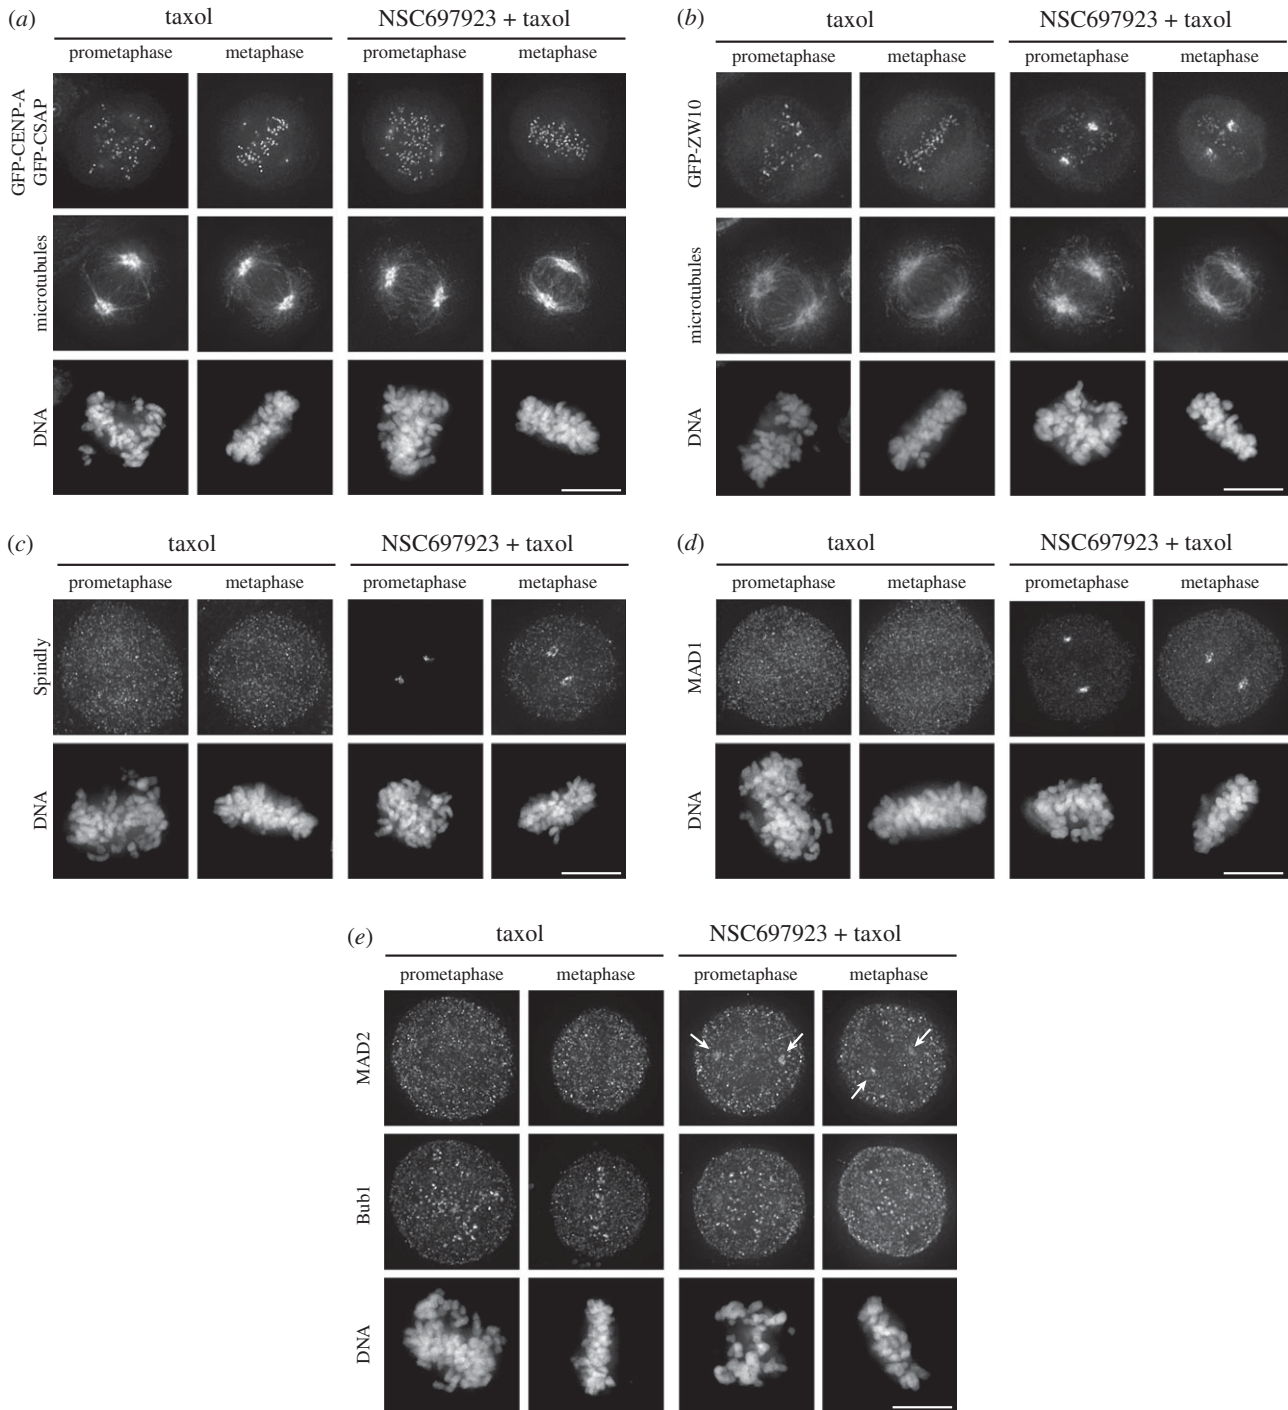 (a) taxol NSC697923 + taxol
prometaphase metaphase prometaphase metaphase
GFP-CENP-A
GFP-CSAP
microtubules
DNA
(b) taxol NSC697923 + taxol
prometaphase metaphase prometaphase metaphase
GFP-ZW10
microtubules
DNA
(c) taxol NSC697923 + taxol
prometaphase metaphase prometaphase metaphase
Spindly
DNA
(d) taxol NSC697923 + taxol
prometaphase metaphase prometaphase metaphase
MAD1
DNA
(e) taxol NSC697923 + taxol
prometaphase metaphase prometaphase metaphase
MAD2
Bub1
DNA